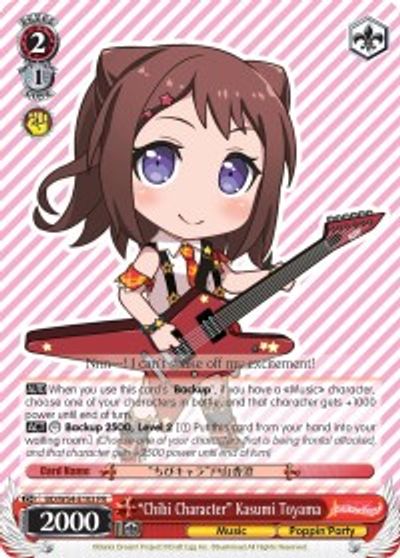 2
1
Nnn—! I can't shake off my excitement!
AUTO When you use this card's "Backup", if you have a <Music> character,
choose one of your characters in battle, and that character gets +1000
power until end of turn.
ACT Backup 2500, Level 2 [① Put this card from your hand into your
waiting room] (Choose one of your characters that is being frontal attacked,
and that character gets +2500 power until end of turn)
Card Name "ちびキャラ"戸山香澄
2000
"Chibi Character" Kasumi Toyama
Music
Poppin'Party